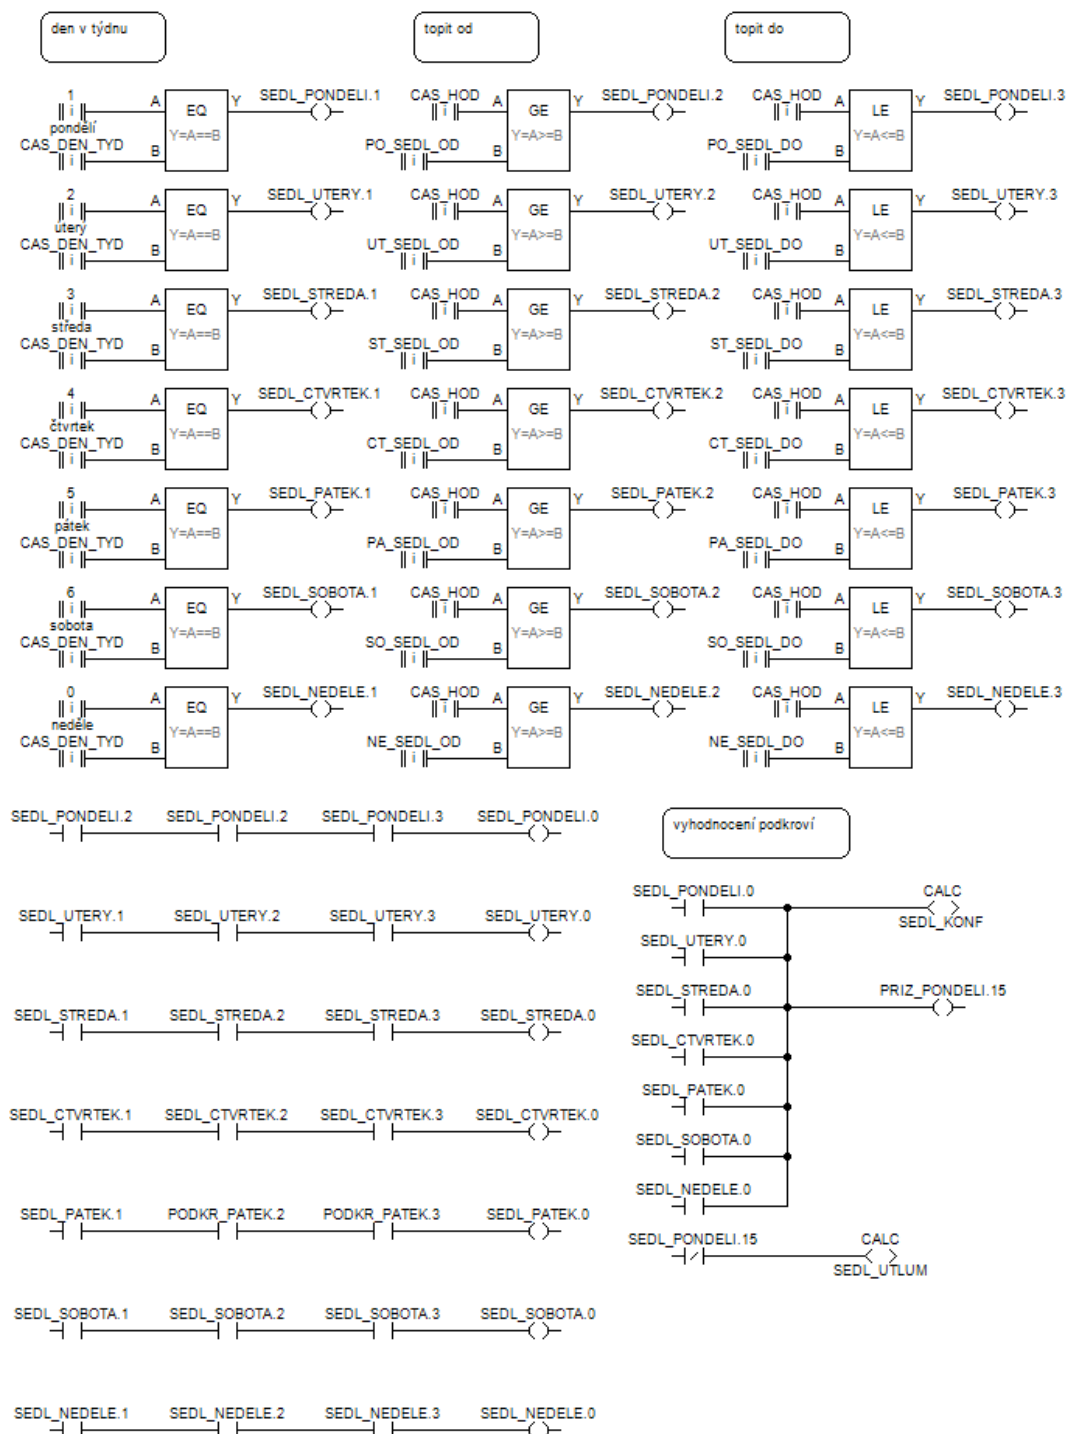 den v týdnu topit od topit do
1 A EQ Y SEDL_PONDELI.1 CAS_HOD A GE Y SEDL_PONDELI.2 CAS_HOD A LE Y SEDL_PONDELI.3
i i i
pondělí Y=A==B Y=A>=B Y=A<=B
CAS_DEN_TYD B PO_SEDL_OD B PO_SEDL_DO B
i i i
2 A EQ Y SEDL_UTERY.1 CAS_HOD A GE Y SEDL_UTERY.2 CAS_HOD A LE Y SEDL_UTERY.3
i i i
úterý Y=A==B Y=A>=B Y=A<=B
CAS_DEN_TYD B UT_SEDL_OD B UT_SEDL_DO B
i i i
3 A EQ Y SEDL_STREDA.1 CAS_HOD A GE Y SEDL_STREDA.2 CAS_HOD A LE Y SEDL_STREDA.3
i i i
středa Y=A==B Y=A>=B Y=A<=B
CAS_DEN_TYD B ST_SEDL_OD B ST_SEDL_DO B
i i i
4 A EQ Y SEDL_CTVRTEK.1 CAS_HOD A GE Y SEDL_CTVRTEK.2 CAS_HOD A LE Y SEDL_CTVRTEK.3
i i i
čtvrtek Y=A==B Y=A>=B Y=A<=B
CAS_DEN_TYD B CT_SEDL_OD B CT_SEDL_DO B
i i i
5 A EQ Y SEDL_PATEK.1 CAS_HOD A GE Y SEDL_PATEK.2 CAS_HOD A LE Y SEDL_PATEK.3
i i i
pátek Y=A==B Y=A>=B Y=A<=B
CAS_DEN_TYD B PA_SEDL_OD B PA_SEDL_DO B
i i i
6 A EQ Y SEDL_SOBOTA.1 CAS_HOD A GE Y SEDL_SOBOTA.2 CAS_HOD A LE Y SEDL_SOBOTA.3
i i i
sobota Y=A==B Y=A>=B Y=A<=B
CAS_DEN_TYD B SO_SEDL_OD B SO_SEDL_DO B
i i i
0 A EQ Y SEDL_NEDELE.1 CAS_HOD A GE Y SEDL_NEDELE.2 CAS_HOD A LE Y SEDL_NEDELE.3
i i i
neděle Y=A==B Y=A>=B Y=A<=B
CAS_DEN_TYD B NE_SEDL_OD B NE_SEDL_DO B
i i i
SEDL_PONDELI.2 SEDL_PONDELI.2 SEDL_PONDELI.3 SEDL_PONDELI.0
SEDL_UTERY.1 SEDL_UTERY.2 SEDL_UTERY.3 SEDL_UTERY.0
SEDL_STREDA.1 SEDL_STREDA.2 SEDL_STREDA.3 SEDL_STREDA.0
SEDL_CTVRTEK.1 SEDL_CTVRTEK.2 SEDL_CTVRTEK.3 SEDL_CTVRTEK.0
SEDL_PATEK.1 PODKR_PATEK.2 PODKR_PATEK.3 SEDL_PATEK.0
SEDL_SOBOTA.1 SEDL_SOBOTA.2 SEDL_SOBOTA.3 SEDL_SOBOTA.0
SEDL_NEDELE.1 SEDL_NEDELE.2 SEDL_NEDELE.3 SEDL_NEDELE.0
vyhodnocení podkroví
SEDL_PONDELI.0 CALC
SEDL_KONF
SEDL_UTERY.0
SEDL_STREDA.0 PRIZ_PONDELI.15
SEDL_CTVRTEK.0
SEDL_PATEK.0
SEDL_SOBOTA.0
SEDL_NEDELE.0
SEDL_PONDELI.15 CALC
SEDL_UTLUM